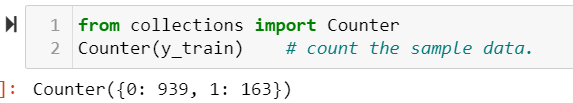 1 from collections import Counter
2 Counter(y_train) # count the sample data.
]: Counter({0: 939, 1: 163})